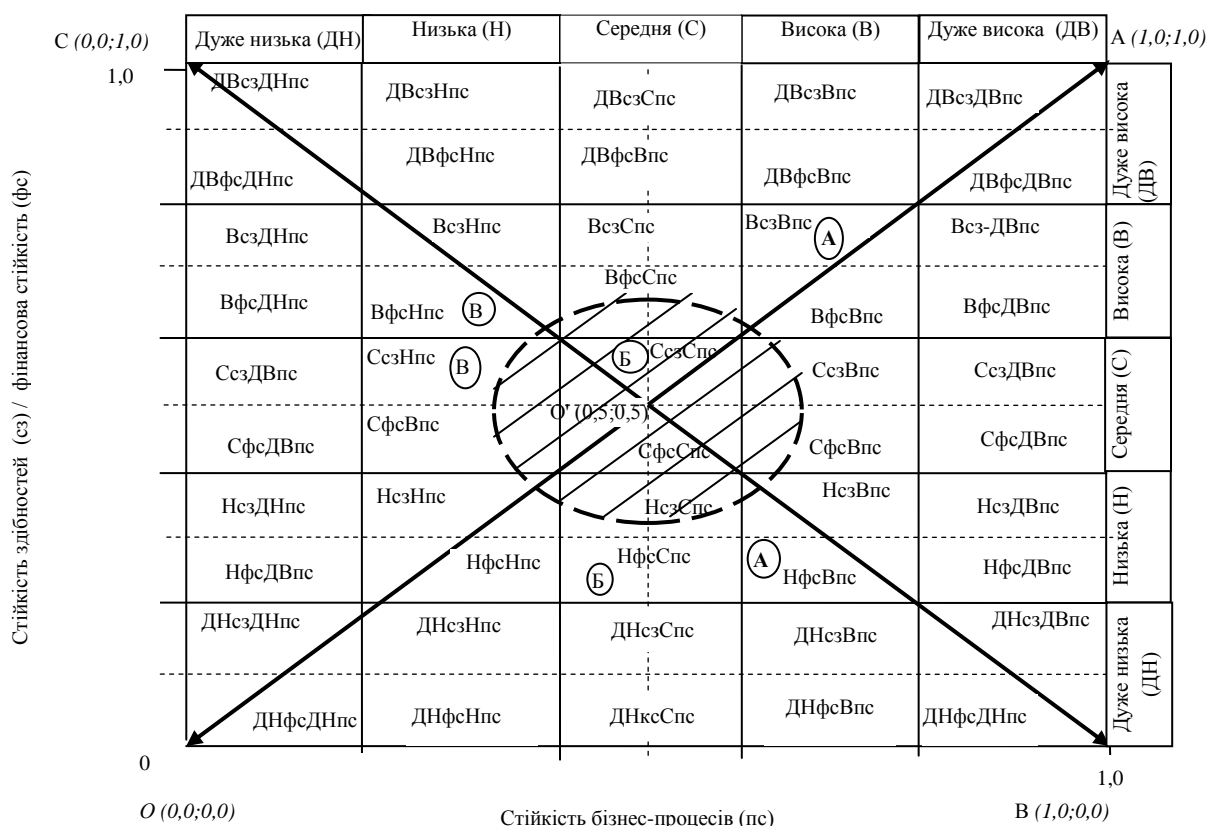 С (0,0;1,0)
Дуже низька (ДН)
Низька (Н)
Середня (С)
Висока (В)
Дуже висока (ДВ)
А (1,0;1,0)
1,0
Стійкість здібностей (сз) / фінансова стійкість (фс)
ДВсзДНпс
ДВсзНпс
ДВсзСпс
ДВсзВпс
ДВсзДВпс
ДВфсДНпс
ДВфсНпс
ДВфсВпс
ДВфсВпс
ДВфсДВпс
Дуже висока
(ДВ)
ВсзДНпс
ВсзНпс
ВсзСпс
ВсзВпс
А
Всз-ДВпс
ВфсДНпс
ВфсНпс
В
ВфсСпс
ВфсВпс
ВфсДВпс
Висока (В)
СсзДВпс
СсзНпс
В
Б
СсзСпс
СсзВпс
СсзДВпс
О' (0,5;0,5)
СфсДВпс
СфсВпс
СфсСпс
СфсВпс
СфсДВпс
Середня (С)
НсзДНпс
НсзНпс
НсзСпс
НсзВпс
НсзДВпс
НфсДВпс
НфсНпс
Б
НфсСпс
А
НфсВпс
НфсДВпс
Низька (Н)
ДНсзДНпс
ДНсзНпс
ДНсзСпс
ДНсзВпс
ДНсзДВпс
ДНфсДНпс
ДНфсНпс
ДНксСпс
ДНфсВпс
ДНфсДНпс
Дуже низька
(ДН)
0
1,0
О (0,0;0,0)
Стійкість бізнес-процесів (пс)
В (1,0;0,0)